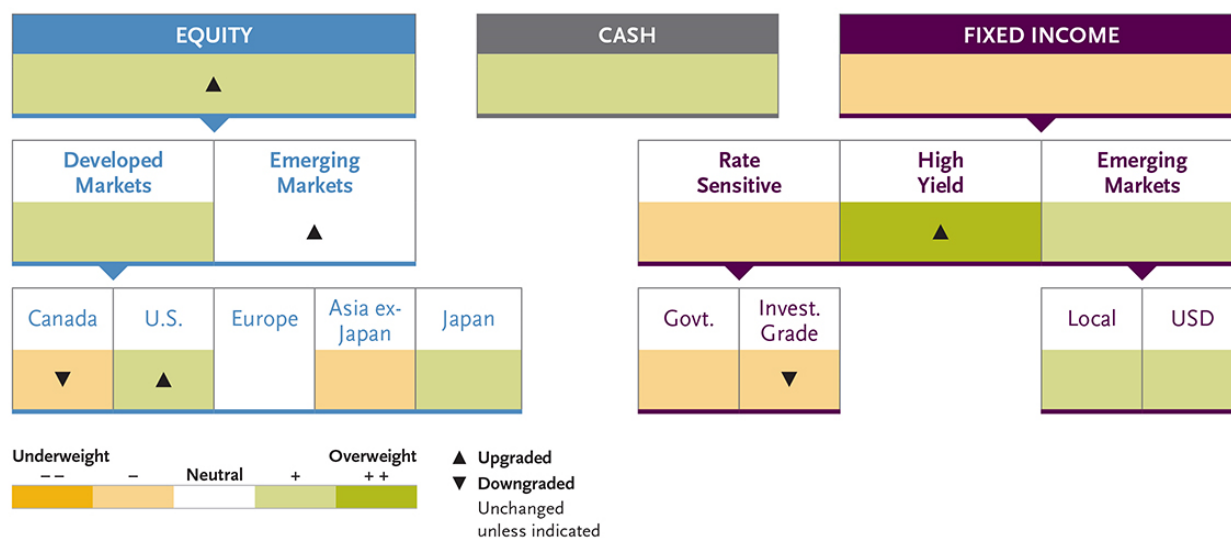 EQUITY
CASH
FIXED INCOME
▲
Developed
Markets
Emerging
Markets
▲
Rate
Sensitive
High
Yield
▲
Emerging
Markets
Canada
▼
U.S.
▲
Europe
Asia ex-
Japan
Japan
Govt.
Invest.
Grade
▼
Local
USD
Underweight
Overweight
– –
–
Neutral
+
+ +
▲ Upgraded
▼ Downgraded
Unchanged
unless indicated